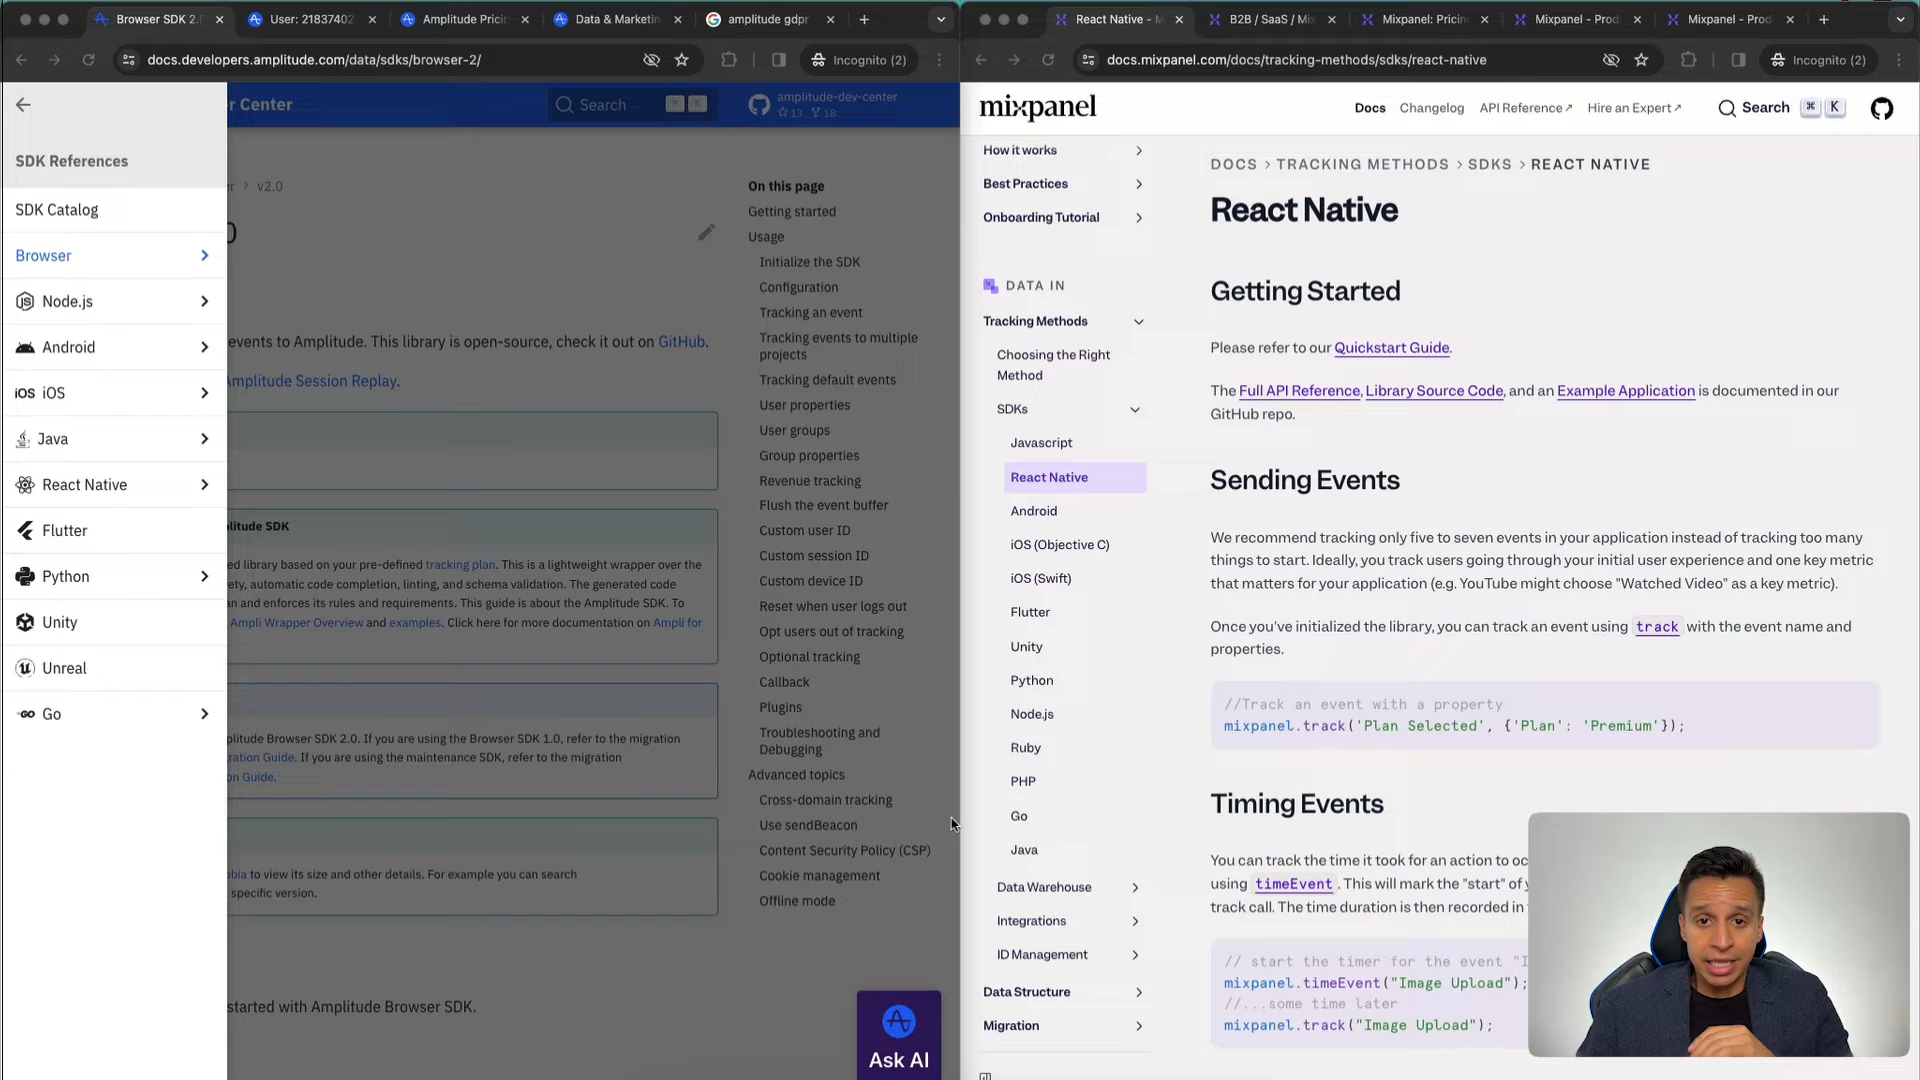 Browser SDK 2.
User: 21837402
Amplitude Pricin
Data & Marketin
amplitude gdpr
docs.developers.amplitude.com/data/sdks/browser-2/
Incognito (2)
er Center
Search
⌘ K
amplitude-dev-center
13 18
SDK References
SDK Catalog
Browser
Node.js
Android
iOS iOS
Java
React Native
Flutter
Python
Unity
Unreal
GO Go
v2.0
0
events to Amplitude. This library is open-source, check it out on GitHub.
Amplitude Session Replay.
plitude SDK
ed library based on your pre-defined tracking plan. This is a lightweight wrapper over the
ety, automatic code completion, linting, and schema validation. The generated code
an and enforces its rules and requirements. This guide is about the Amplitude SDK. To
Ampli Wrapper Overview and examples. Click here for more documentation on Ampli for
plitude Browser SDK 2.0. If you are using the Browser SDK 1.0, refer to the migration
ration Guide. If you are using the maintenance SDK, refer to the migration
on Guide.
obia to view its size and other details. For example you can search
specific version.
started with Amplitude Browser SDK.
On this page
Getting started
Usage
Initialize the SDK
Configuration
Tracking an event
Tracking events to multiple
projects
Tracking default events
User properties
User groups
Group properties
Revenue tracking
Flush the event buffer
Custom user ID
Custom session ID
Custom device ID
Reset when user logs out
Opt users out of tracking
Optional tracking
Callback
Plugins
Troubleshooting and
Debugging
Advanced topics
Cross-domain tracking
Use sendBeacon
Content Security Policy (CSP)
Cookie management
Offline mode
Ask AI
React Native - M
B2B / SaaS / Mix
Mixpanel: Pricin
Mixpanel - Prod
Mixpanel - Prod
docs.mixpanel.com/docs/tracking-methods/sdks/react-native
Incognito (2)
mixpanel
Docs
Changelog
API Reference↗
Hire an Expert↗
Search
⌘ K
How it works
Best Practices
Onboarding Tutorial
DATA IN
Tracking Methods
Choosing the Right
Method
SDKs
Javascript
React Native
Android
iOS (Objective C)
iOS (Swift)
Flutter
Unity
Python
Node.js
Ruby
PHP
Go
Java
Data Warehouse
Integrations
ID Management
Data Structure
Migration
DOCS > TRACKING METHODS > SDKS > REACT NATIVE
React Native
Getting Started
Please refer to our Quickstart Guide.
The Full API Reference, Library Source Code, and an Example Application is documented in our
GitHub repo.
Sending Events
We recommend tracking only five to seven events in your application instead of tracking too many
things to start. Ideally, you track users going through your initial user experience and one key metric
that matters for your application (e.g. YouTube might choose "Watched Video" as a key metric).
Once you've initialized the library, you can track an event using track with the event name and
properties.
//Track an event with a property
mixpanel.track('Plan Selected', {'Plan': 'Premium'});
Timing Events
You can track the time it took for an action to oc
using timeEvent. This will mark the "start" of y
track call. The time duration is then recorded in
// start the timer for the event "I
mixpanel.timeEvent("Image Upload");
//...some time later
mixpanel.track("Image Upload");